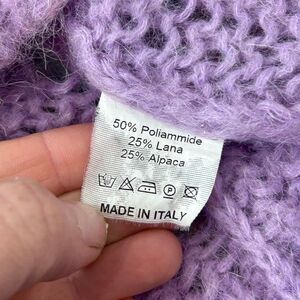 50% Poliammide
25% Lana
25% Alpaca
MADE IN ITALY